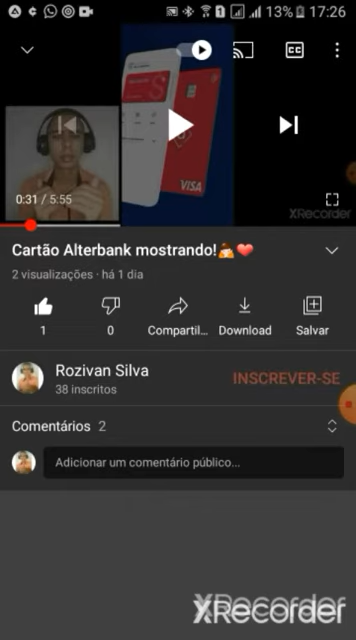 13% 17:26
CC
VISA
0:31 / 5:55
XRecorder
Cartão Alterbank mostrando!🙈❤️
2 visualizações · há 1 dia
1 0 Compartil... Download Salvar
Rozivan Silva
38 inscritos
INSCREVER-SE
Comentários 2
Adicionar um comentário público...
XRecorder